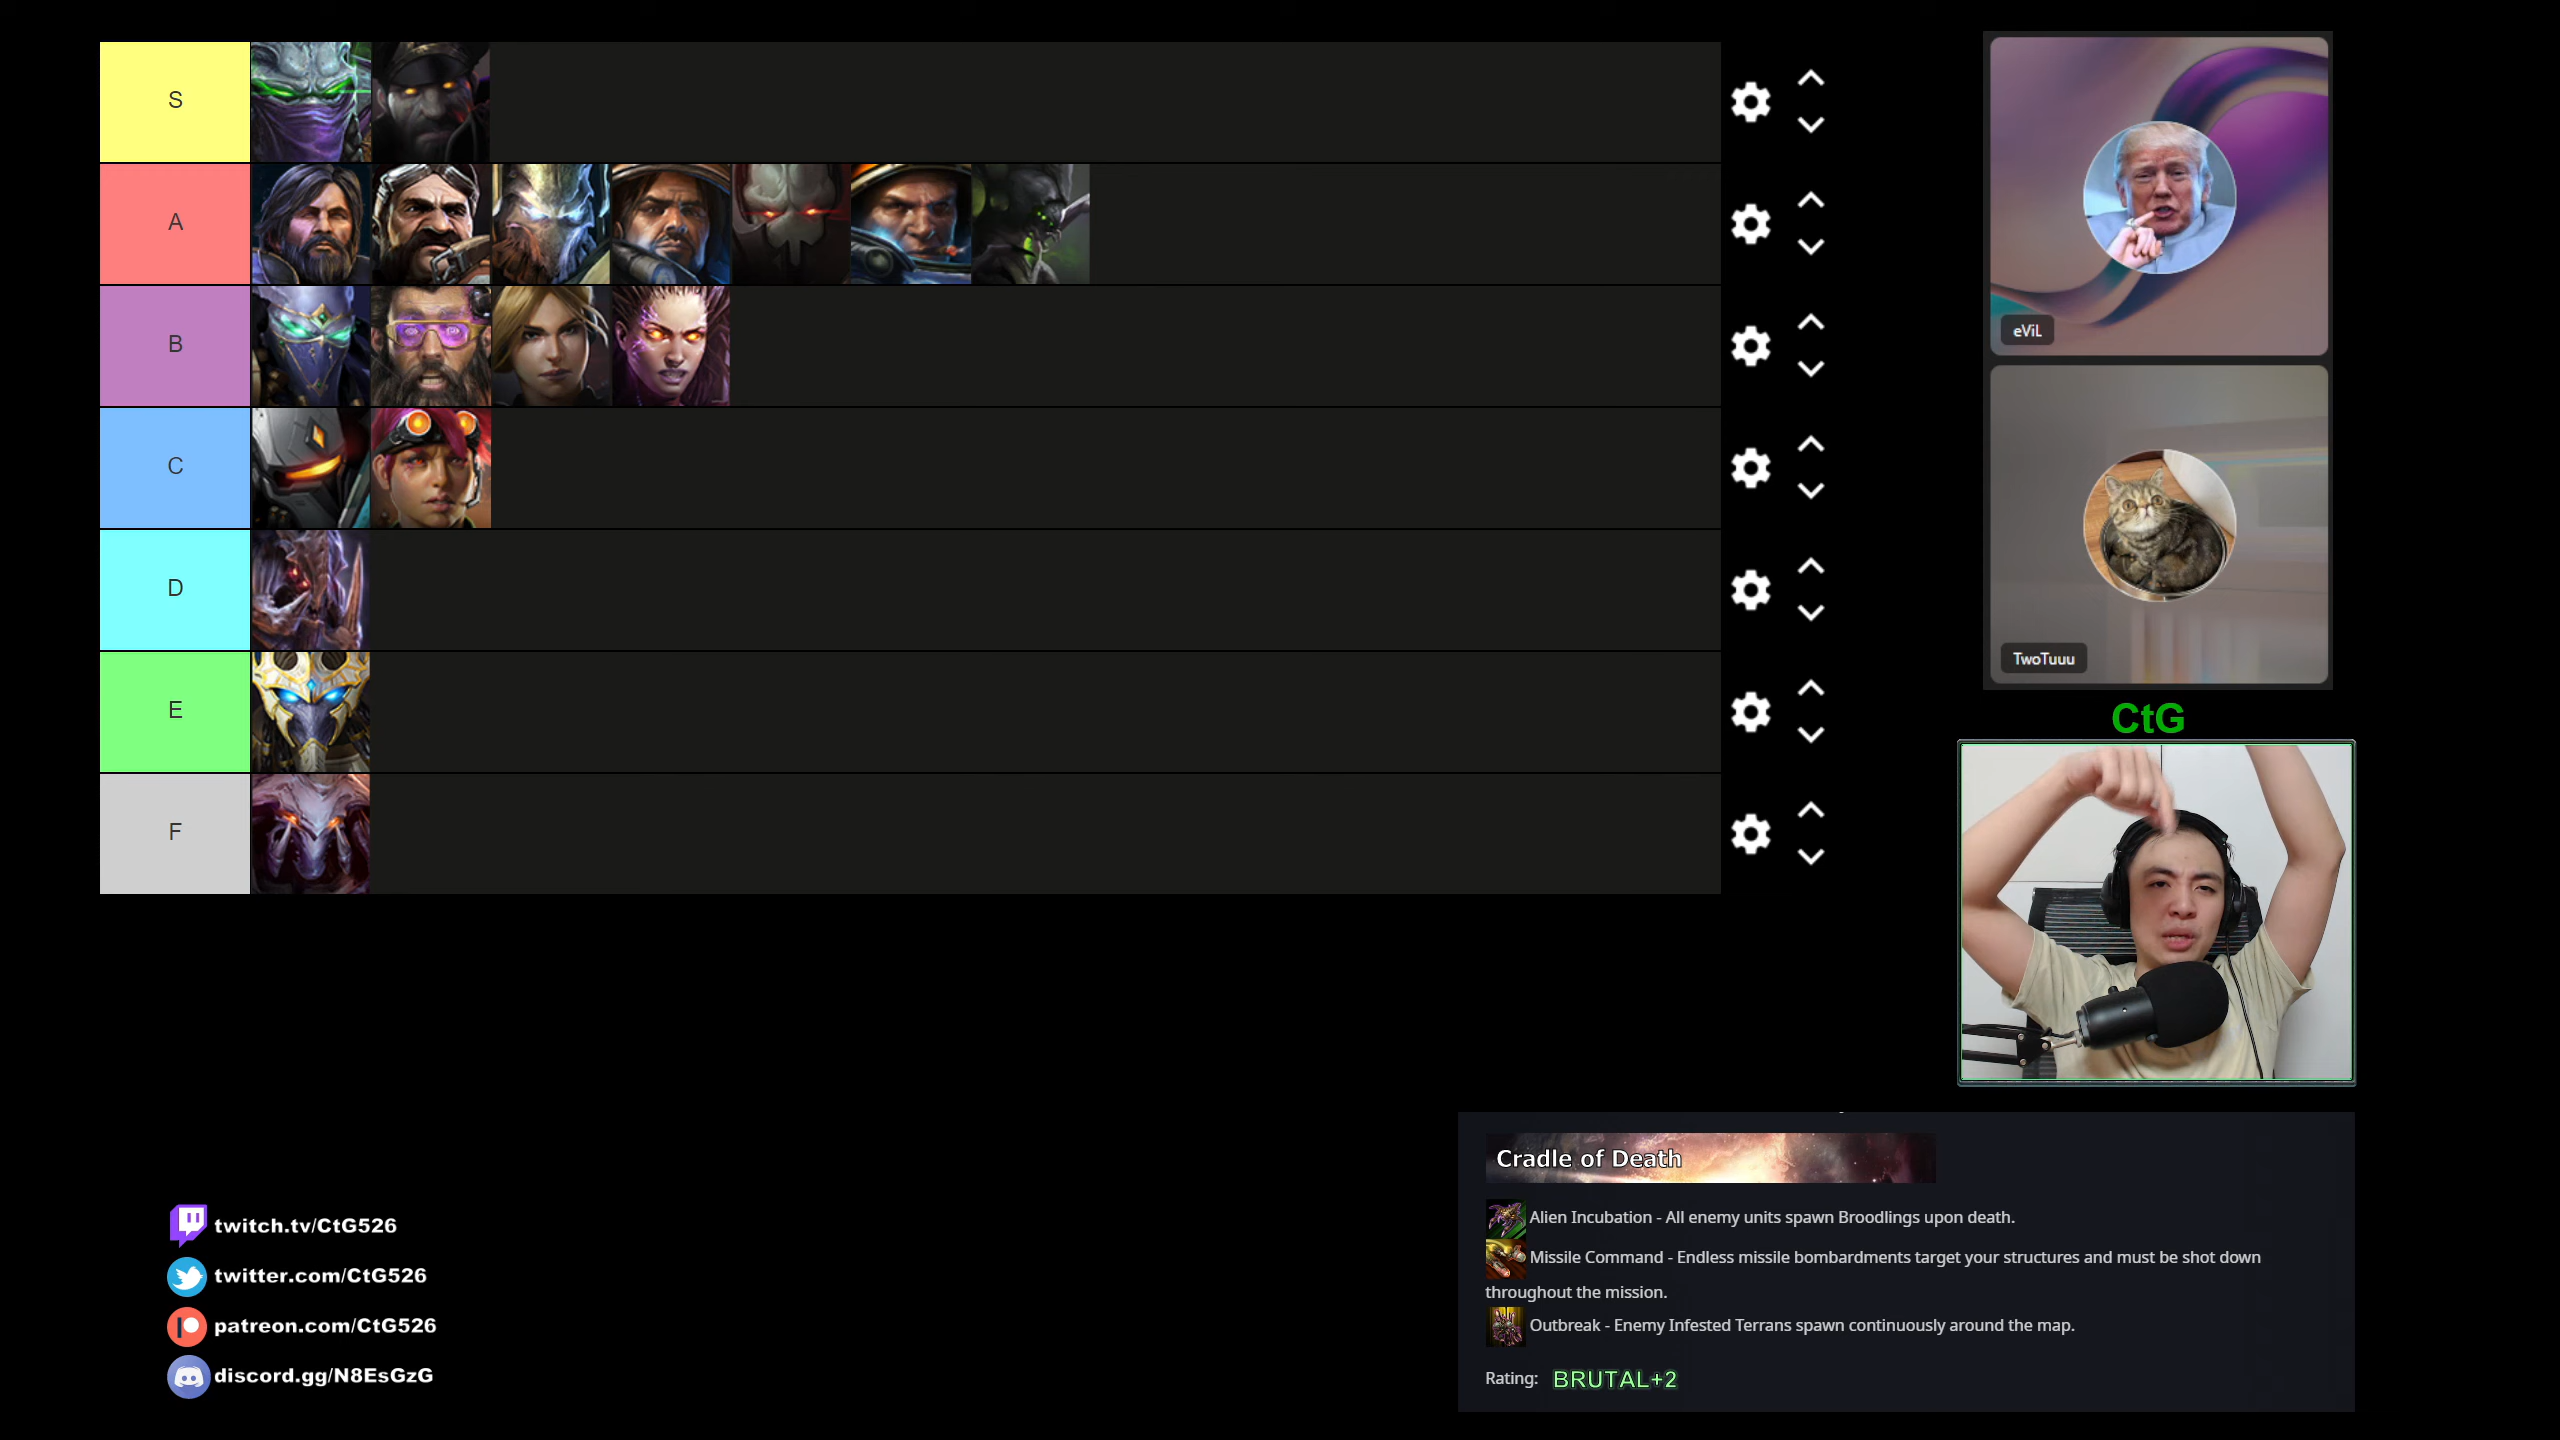 S
A
B
C
D
E
F
eViL
TwoTuuu
CtG
Cradle of Death
Alien Incubation - All enemy units spawn Broodlings upon death.
Missile Command - Endless missile bombardments target your structures and must be shot down
throughout the mission.
Outbreak - Enemy Infested Terrans spawn continuously around the map.
Rating: BRUTAL+2
twitch.tv/CtG526
twitter.com/CtG526
patreon.com/CtG526
discord.gg/N8EsGzG